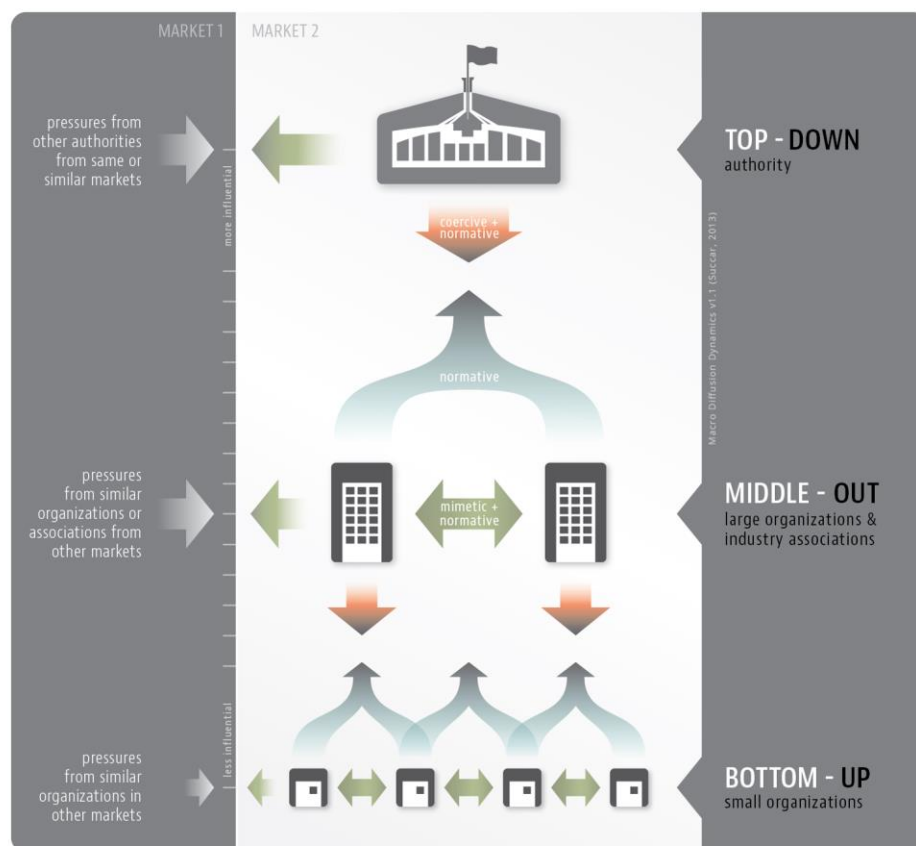 MARKET 1
MARKET 2
pressures from
other authorities
from same or
similar markets
more influential
coercive +
normative
TOP - DOWN
authority
Macro Diffusion Dynamics v1.1 (Succar, 2013)
normative
pressures
from similar
organizations or
associations from
other markets
mimetic +
normative
MIDDLE - OUT
large organizations &
industry associations
less influential
pressures
from similar
organizations in
other markets
BOTTOM - UP
small organizations